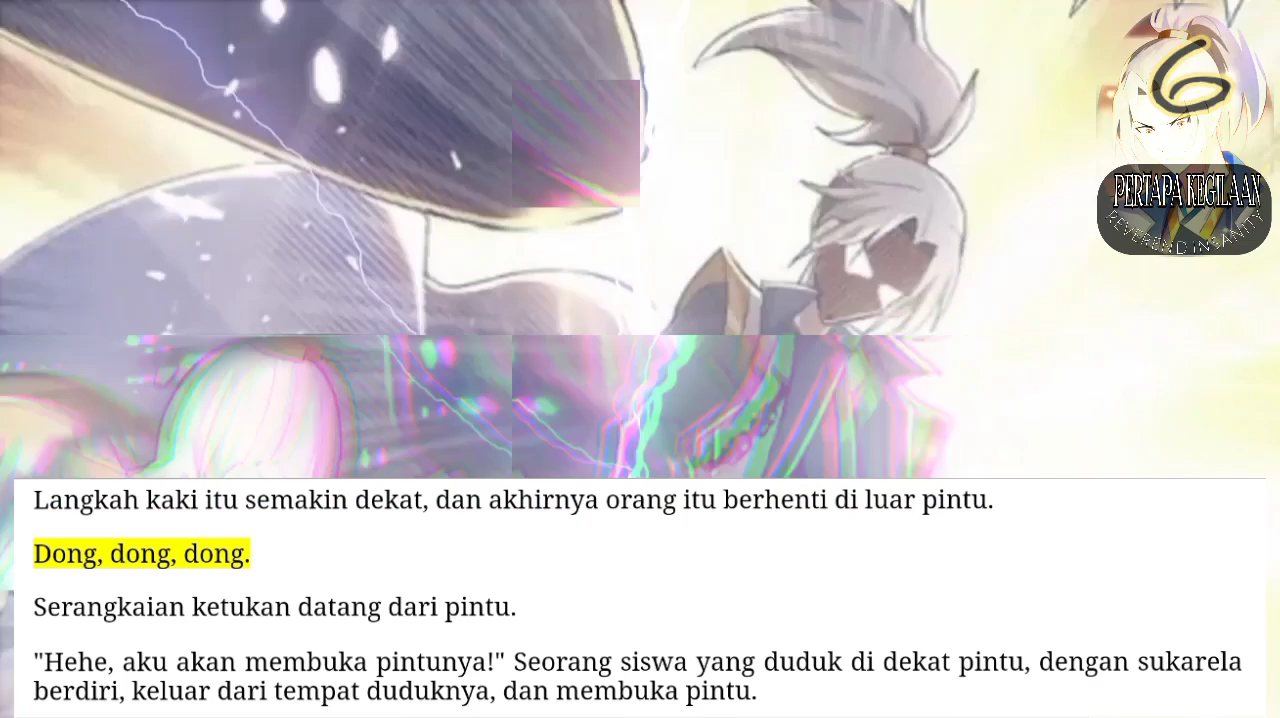 6
PERTAPA KEGILAAN
REVEREND INSANITY
Langkah kaki itu semakin dekat, dan akhirnya orang itu berhenti di luar pintu.
Dong, dong, dong.
Serangkaian ketukan datang dari pintu.
"Hehe, aku akan membuka pintunya!" Seorang siswa yang duduk di dekat pintu, dengan sukarela
berdiri, keluar dari tempat duduknya, dan membuka pintu.